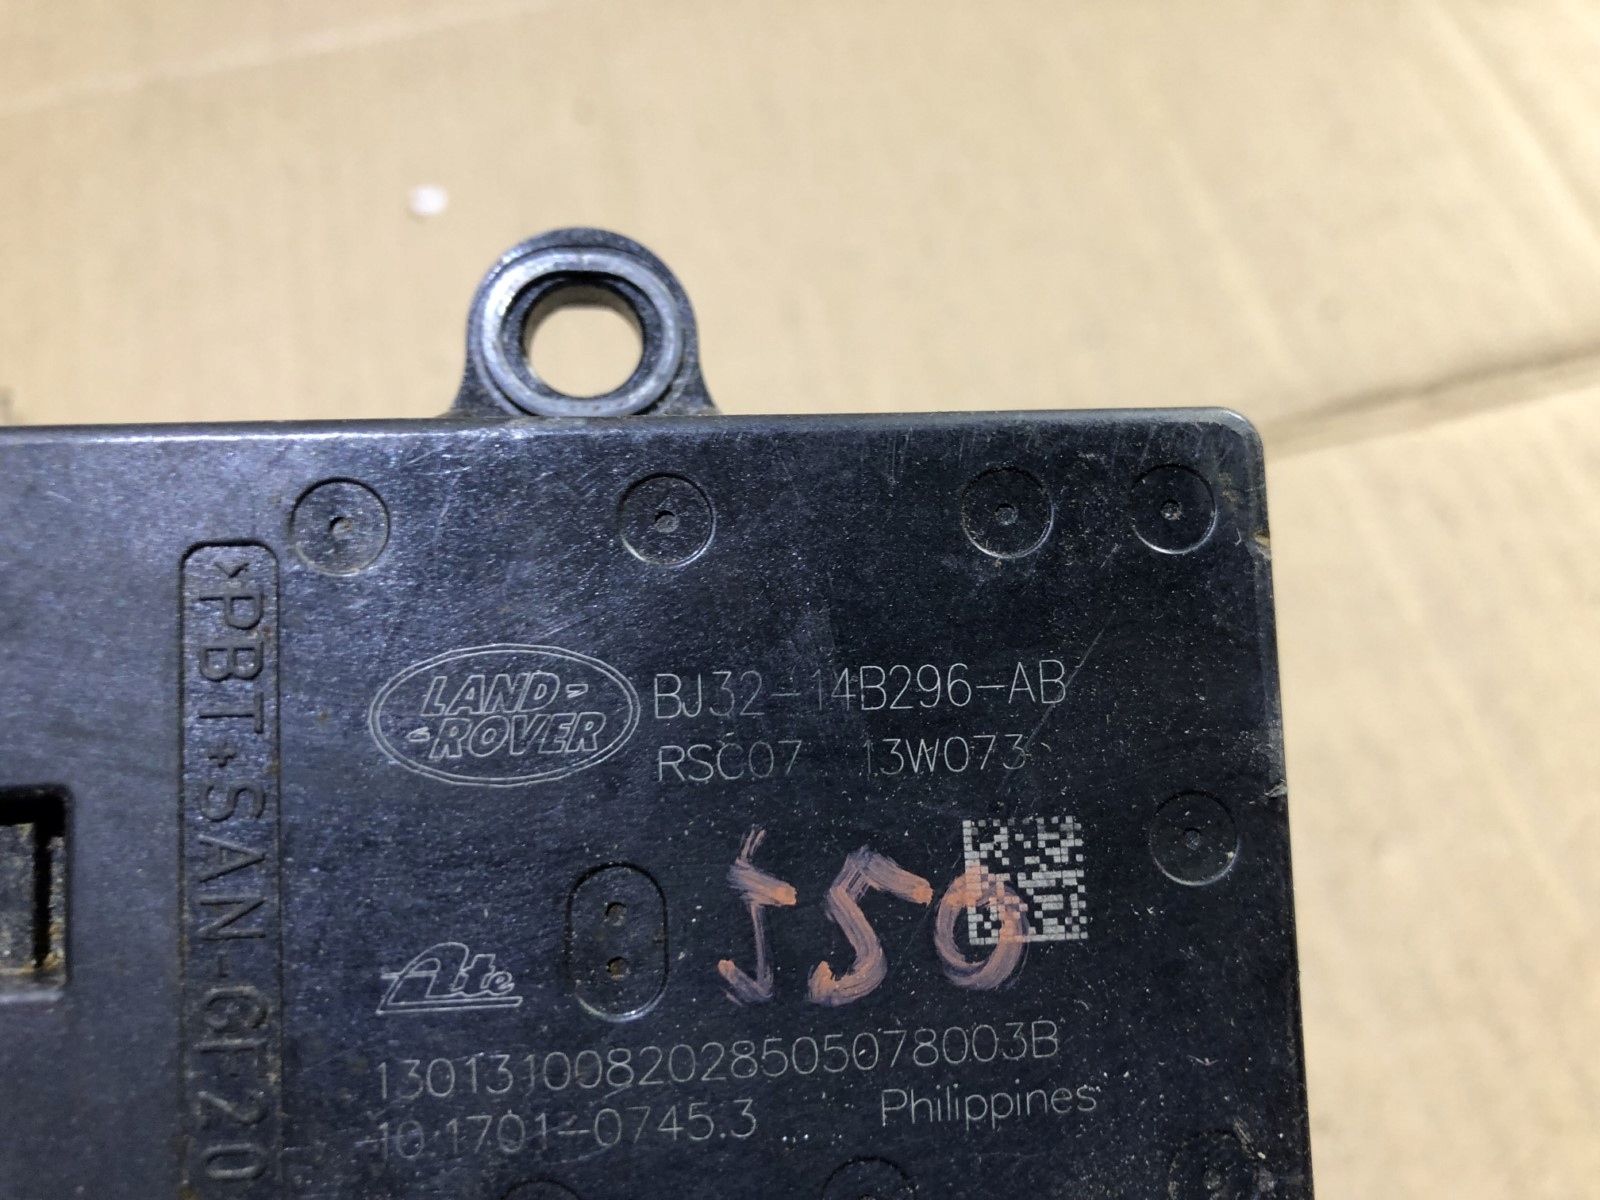 >PBT+SAN-GF20
LAND-
-ROVER
BJ32-14B296-AB
RSC07 13W073
550
Ate
1301310082028505078003B
10.1701-0745.3
Philippines